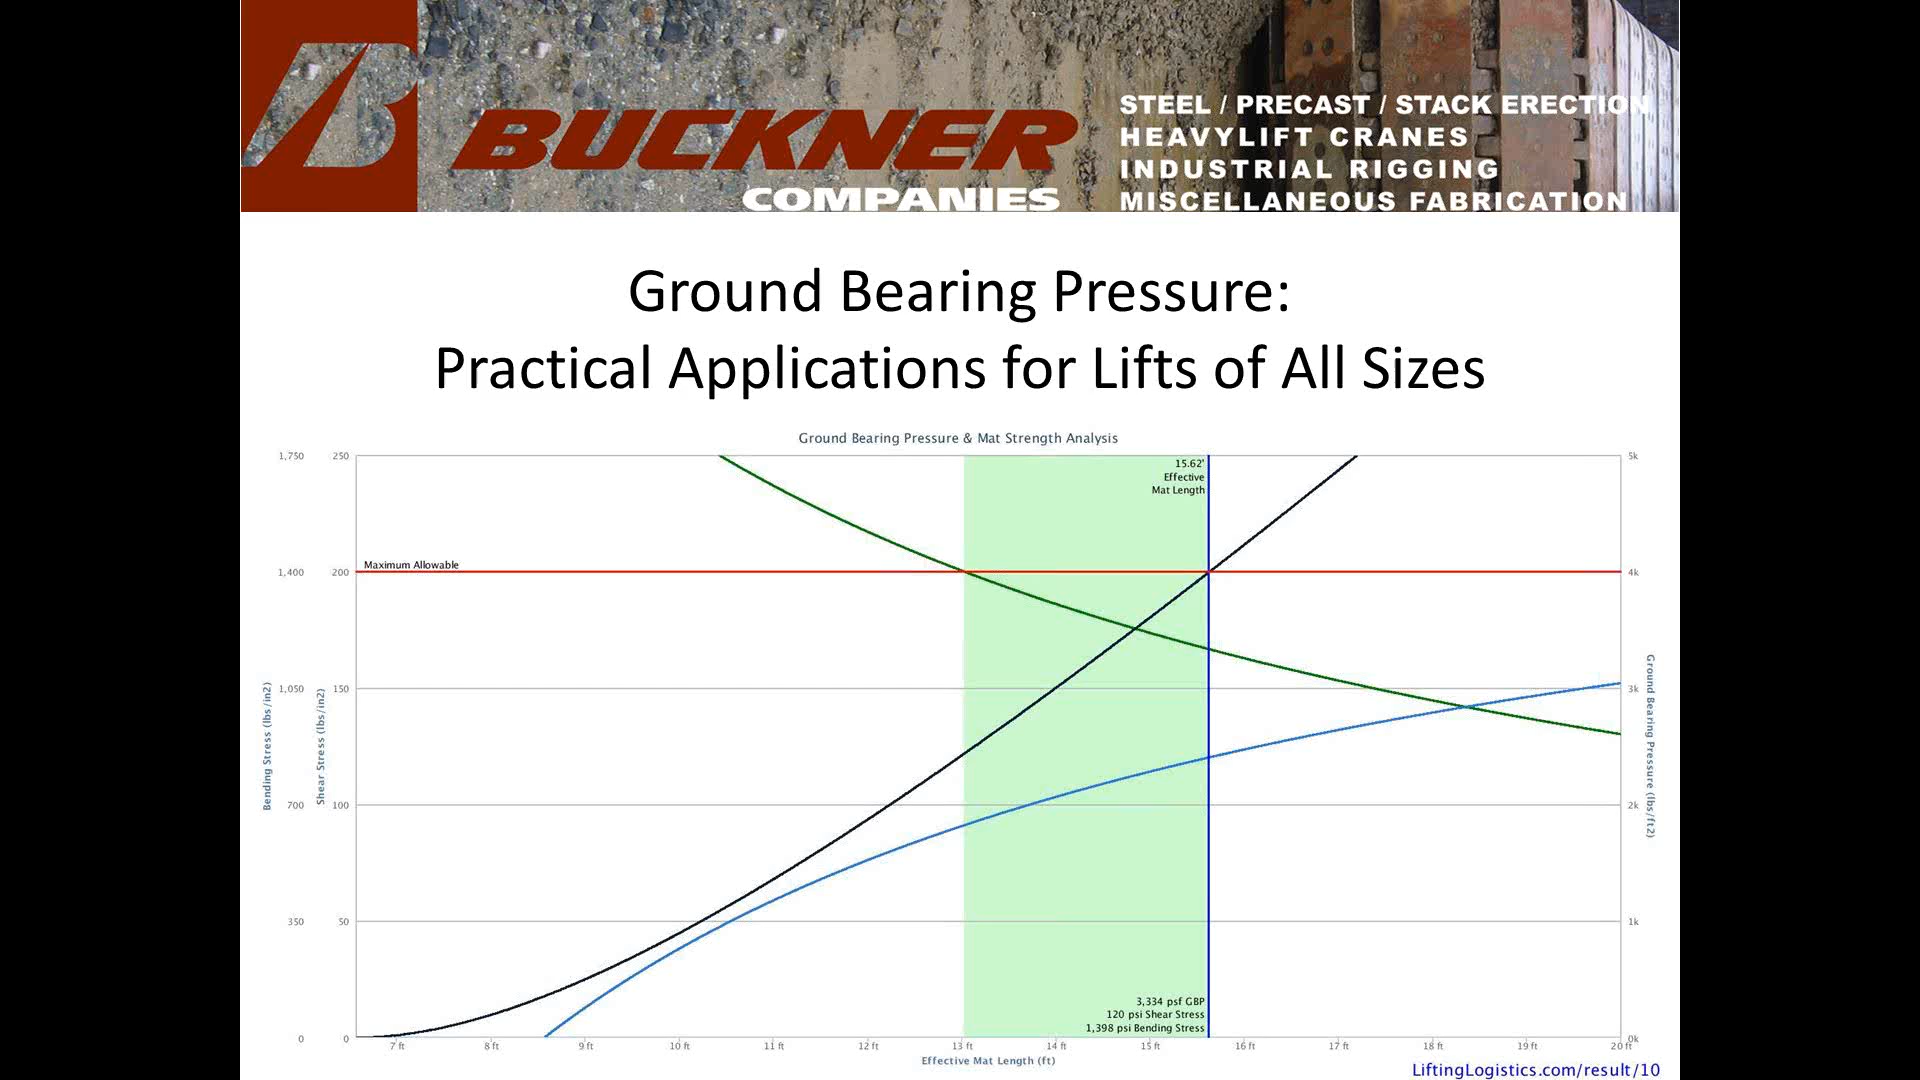 BUCKNER
COMPANIES
STEEL / PRECAST / STACK ERECTION
HEAVYLIFT CRANES
INDUSTRIAL RIGGING
MISCELLANEOUS FABRICATION
Ground Bearing Pressure:
Practical Applications for Lifts of All Sizes
Ground Bearing Pressure & Mat Strength Analysis
1,750 250 5k
15.62'
Effective
Mat Length
Maximum Allowable
1,400 200 4k
1,050 150 3k
700 100 2k
350 50 1k
0 0 0k
Bending Stress (lbs/in2)
Shear Stress (lbs/in2)
Ground Bearing Pressure (lbs/ft2)
3,334 psf GBP
120 psi Shear Stress
1,398 psi Bending Stress
7 ft 8 ft 9 ft 10 ft 11 ft 12 ft 13 ft 14 ft 15 ft 16 ft 17 ft 18 ft 19 ft 20 ft
Effective Mat Length (ft)
LiftingLogistics.com/result/10